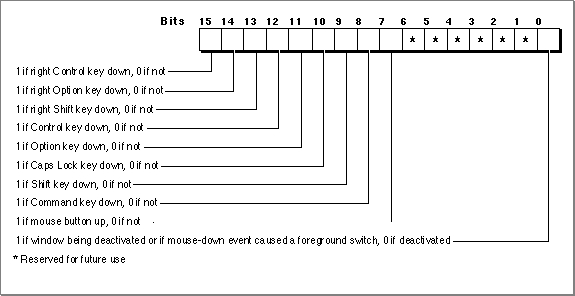 Bits 15 14 13 12 11 10 9 8 7 6 5 4 3 2 1 0
* * * * * *
1 if right Control key down, 0 if not
1 if right Option key down, 0 if not
1 if right Shift key down, 0 if not
1 if Control key down, 0 if not
1 if Option key down, 0 if not
1 if Caps Lock key down, 0 if not
1 if Shift key down, 0 if not
1 if Command key down, 0 if not
1 if mouse button up, 0 if not
1 if window being deactivated or if mouse-down event caused a foreground switch, 0 if deactivated
* Reserved for future use